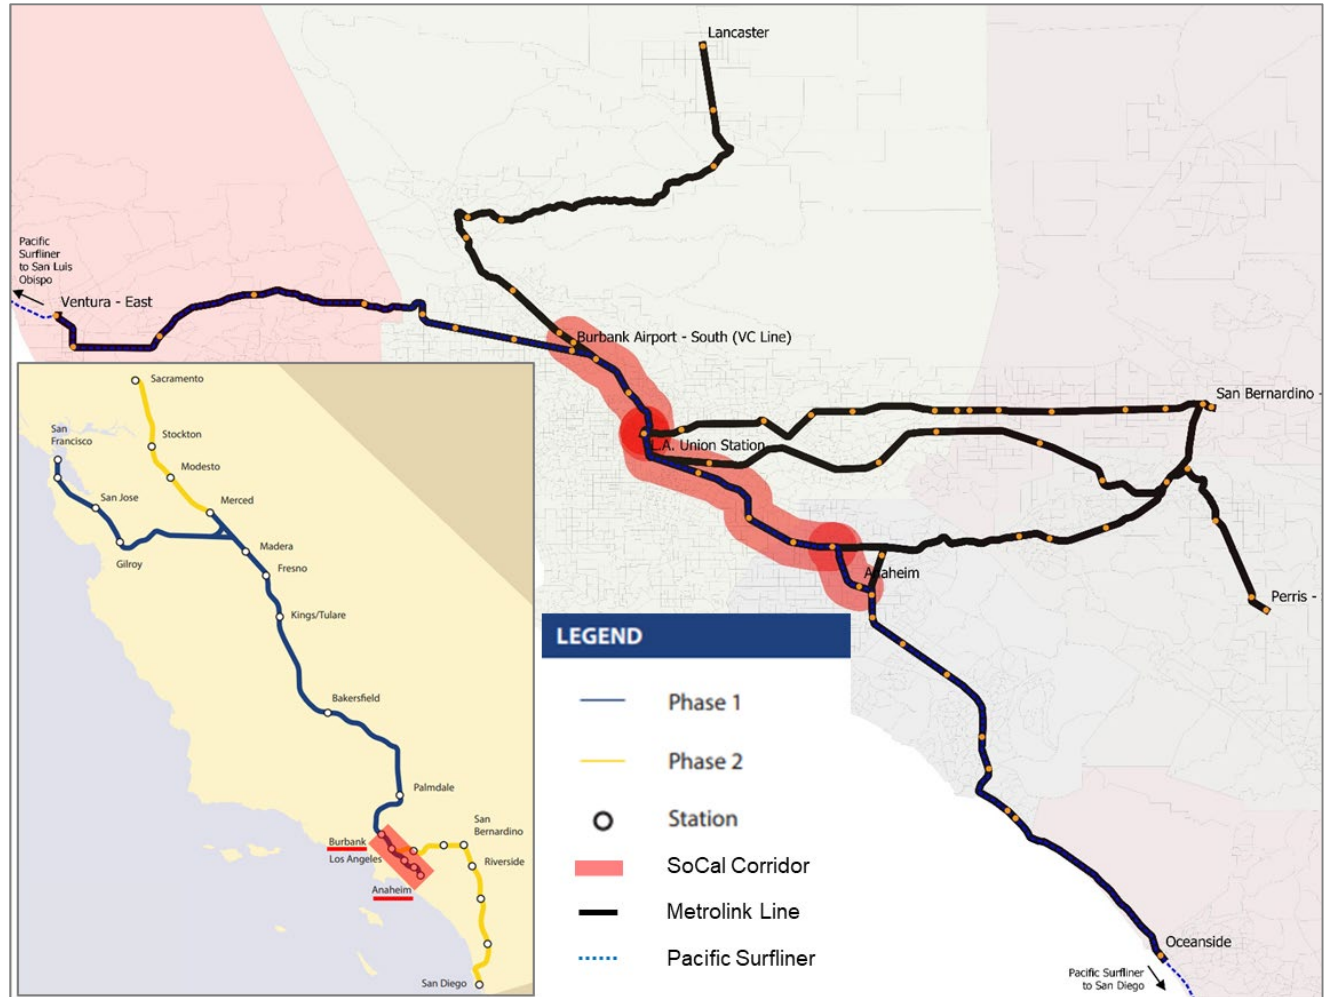 Lancaster
Pacific
Surfliner
to San Luis
Obispo
Ventura - East
Burbank Airport - South (VC Line)
San Bernardino -
L.A. Union Station
Anaheim
Perris -
Oceanside
Pacific Surfliner
to San Diego
Sacramento
San
Francisco
Stockton
Modesto
San Jose
Merced
Gilroy
Madera
Fresno
Kings/Tulare
Bakersfield
Palmdale
San
Bernardino
Burbank
Los Angeles
Riverside
Anaheim
San Diego
LEGEND
Phase 1
Phase 2
Station
SoCal Corridor
Metrolink Line
Pacific Surfliner